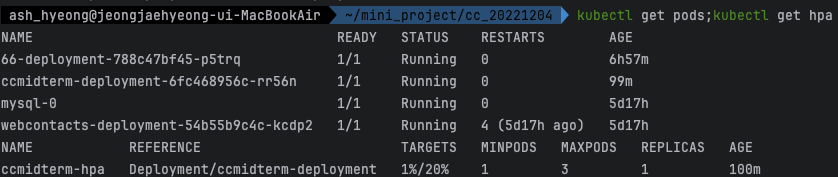 ash_hyeong@jeongjaehyeong-ui-MacBookAir ~/mini_project/cc_20221204 kubectl get pods;kubectl get hpa
NAME READY STATUS RESTARTS AGE
66-deployment-788c47bf45-p5trq 1/1 Running 0 6h57m
ccmidterm-deployment-6fc468956c-rr56n 1/1 Running 0 99m
mysql-0 1/1 Running 0 5d17h
webcontacts-deployment-54b55b9c4c-kcdp2 1/1 Running 4 (5d17h ago) 5d17h
NAME REFERENCE TARGETS MINPODS MAXPODS REPLICAS AGE
ccmidterm-hpa Deployment/ccmidterm-deployment 1%/20% 1 3 1 100m